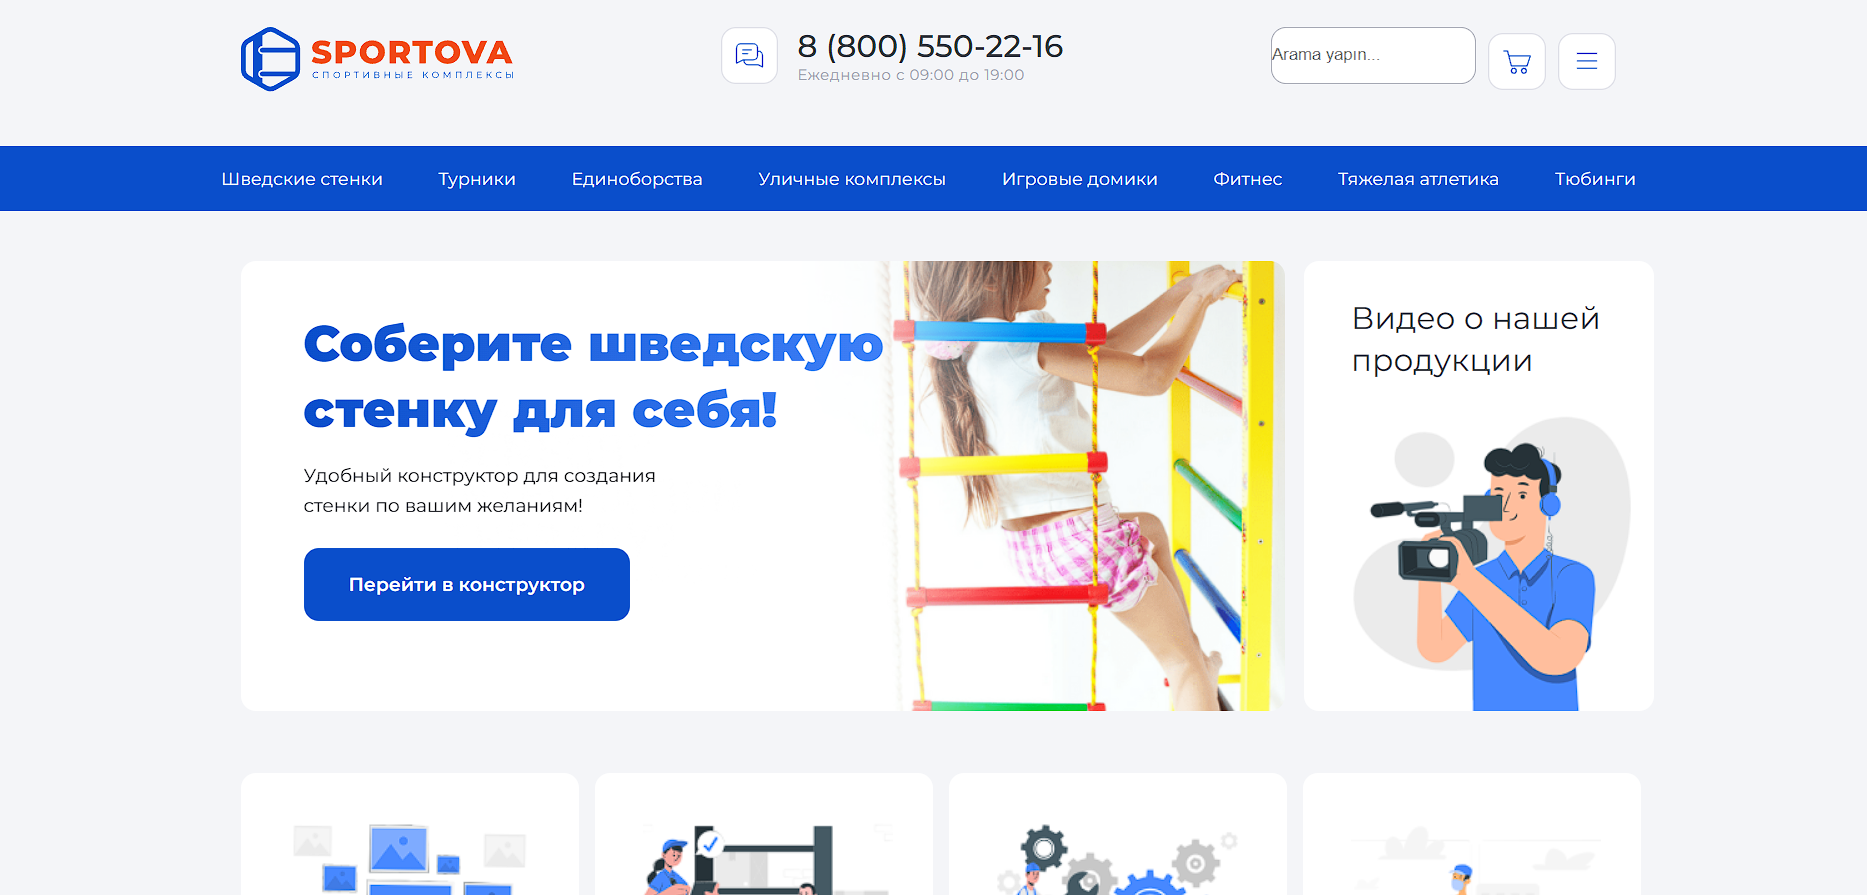 SPORTOVA
СПОРТИВНЫЕ КОМПЛЕКСЫ
8 (800) 550-22-16
Ежедневно с 09:00 до 19:00
Arama yapın...
Шведские стенки
Турники
Единоборства
Уличные комплексы
Игровые домики
Фитнес
Тяжелая атлетика
Тюбинги
Соберите шведскую
стенку для себя!
Удобный конструктор для создания
стенки по вашим желаниям!
Перейти в конструктор
Видео о нашей
продукции